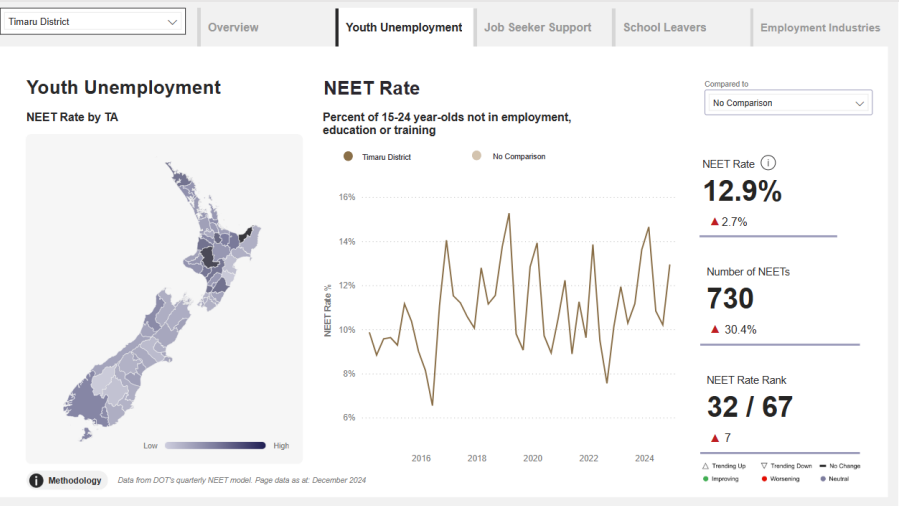 Timaru District
Overview
Youth Unemployment
Job Seeker Support
School Leavers
Employment Industries
Youth Unemployment
NEET Rate by TA
Low
High
NEET Rate
Percent of 15-24 year-olds not in employment,
education or training
Timaru District
No Comparison
NEET Rate %
16%
14%
12%
10%
8%
6%
2016
2018
2020
2022
2024
Compared to
No Comparison
NEET Rate i
12.9%
▲ 2.7%
Number of NEETs
730
▲ 30.4%
NEET Rate Rank
32 / 67
▲ 7
△ Trending Up ▽ Trending Down No Change
Improving Worsening Neutral
i Methodology
Data from DOT's quarterly NEET model. Page data as at: December 2024